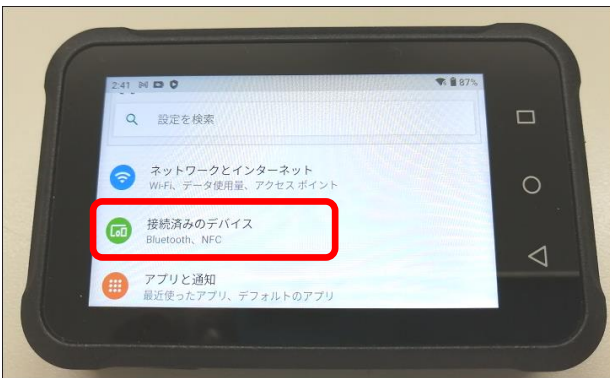 2:41 87%
設定を検索
ネットワークとインターネット
Wi-Fi、データ使用量、アクセス ポイント
接続済みのデバイス
Bluetooth、NFC
アプリと通知
最近使ったアプリ、デフォルトのアプリ